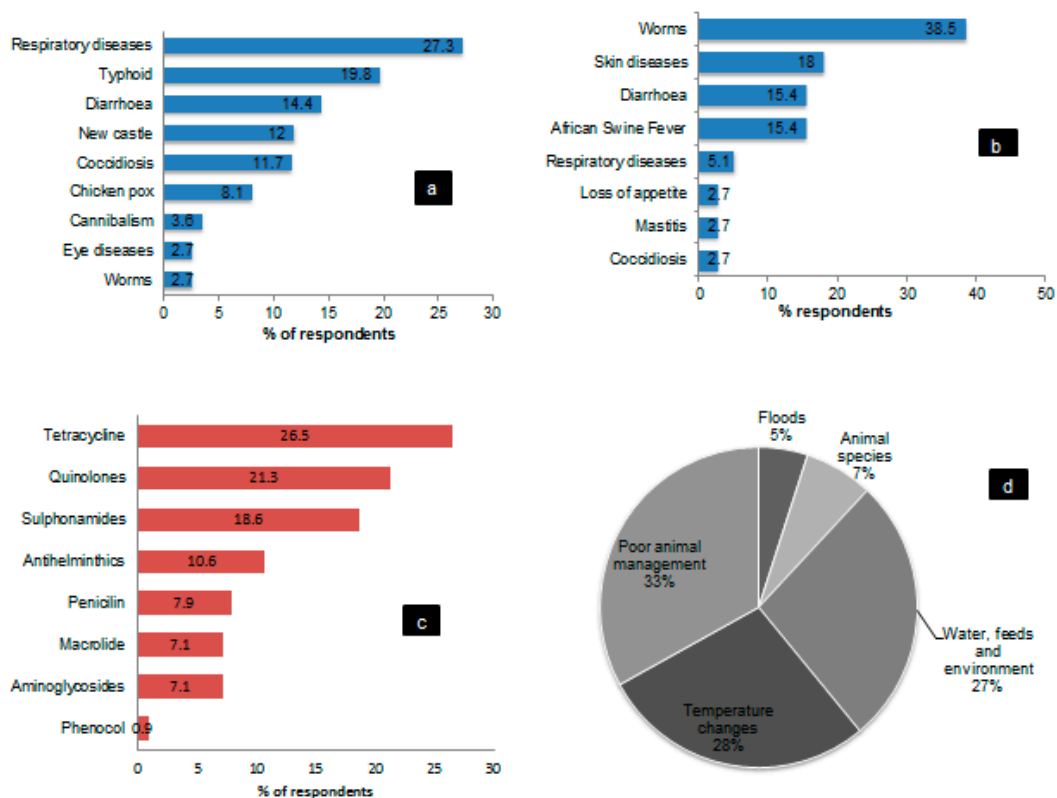 Respiratory diseases 27.3
Typhoid 19.8
Diarrhoea 14.4
New castle 12
Coccidiosis 11.7
Chicken pox 8.1
Cannibalism 3.6
Eye diseases 2.7
Worms 2.7
0 5 10 15 20 25 30
% of respondents
a
Worms 38.5
Skin diseases 18
Diarrhoea 15.4
African Swine Fever 15.4
Respiratory diseases 5.1
Loss of appetite 2.7
Mastitis 2.7
Coccidiosis 2.7
0 10 20 30 40 50
% respondents
b
Tetracycline 26.5
Quinolones 21.3
Sulphonamides 18.6
Antihelminthics 10.6
Penicilin 7.9
Macrolide 7.1
Aminoglycosides 7.1
Phenocol 0.9
0 5 10 15 20 25 30
% of respondents
c
Floods
5%
Animal
species
7%
d
Poor animal
management
33%
Water, feeds
and
environment
27%
Temperature
changes
28%